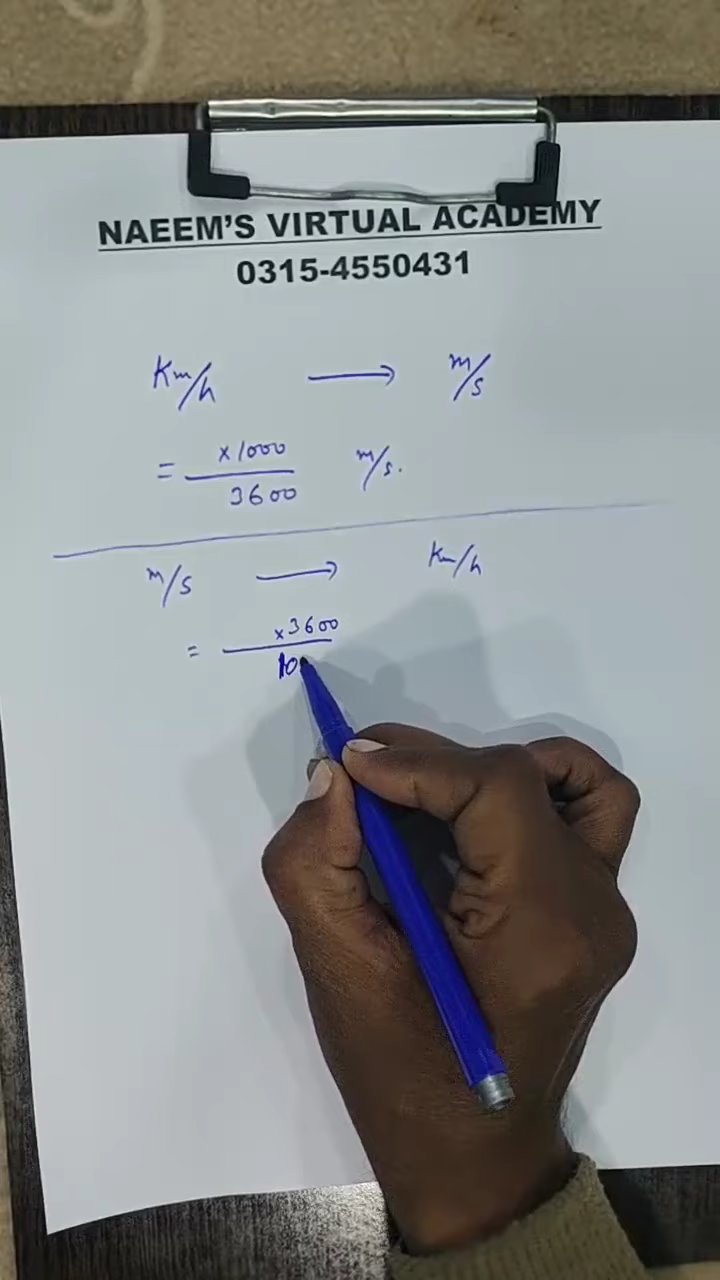 NAEEM'S VIRTUAL ACADEMY
0315-4550431
Km/h → m/s
= ×1000 / 3600 m/s.
m/s → Km/h
= ×3600 / 10